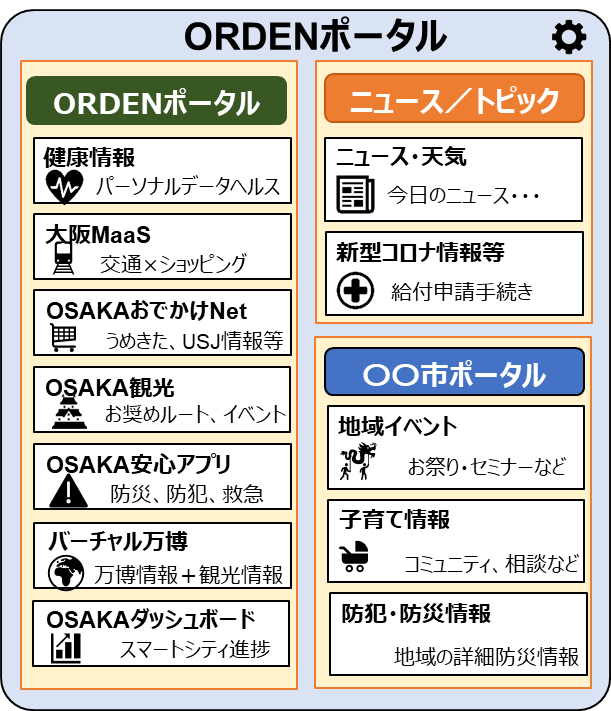 ORDENポータル
ORDENポータル
健康情報
パーソナルデータヘルス
大阪MaaS
交通×ショッピング
OSAKAおでかけNet
うめきた、USJ情報等
OSAKA観光
お奨めルート、イベント
OSAKA安心アプリ
防災、防犯、救急
バーチャル万博
万博情報＋観光情報
OSAKAダッシュボード
スマートシティ進捗
ニュース／トピック
ニュース・天気
今日のニュース・・・
新型コロナ情報等
給付申請手続き
〇〇市ポータル
地域イベント
お祭り・セミナーなど
子育て情報
コミュニティ、相談など
防犯・防災情報
地域の詳細防災情報